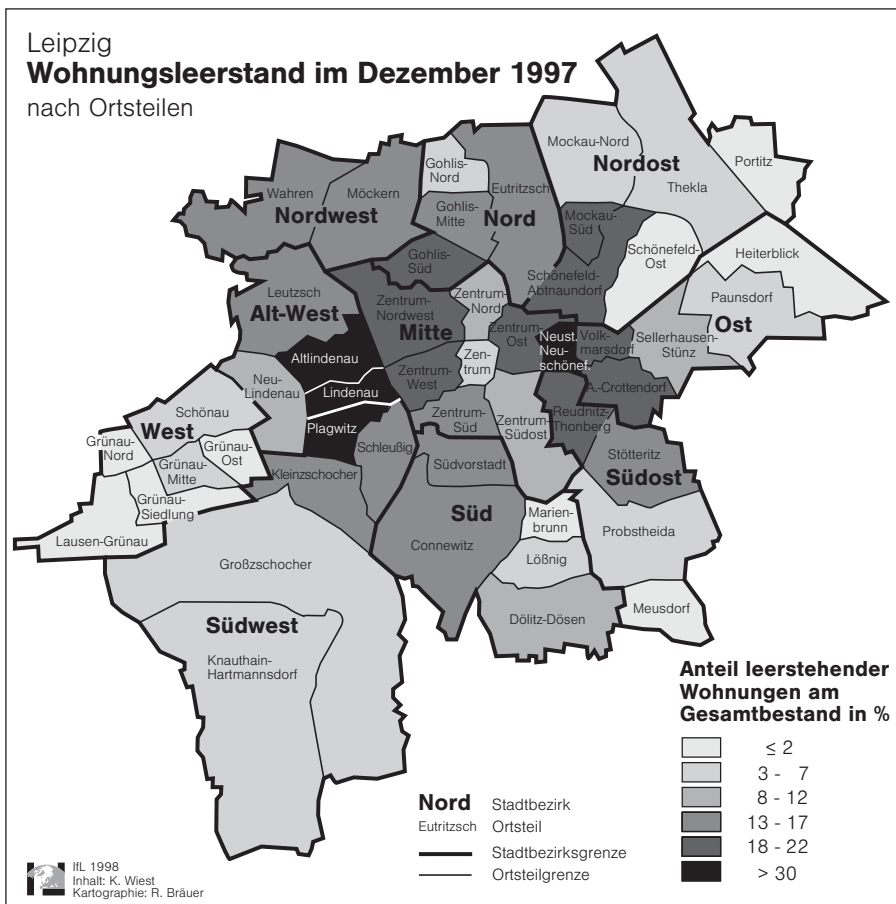 Leipzig
Wohnungsleerstand im Dezember 1997
nach Ortsteilen
Mockau-Nord
Nordost
Portitz
Thekla
Gohlis-
Nord
Eutritzsch
Wahren
Möckern
Nordwest
Gohlis-
Mitte
Nord
Mockau-
Süd
Schönefeld-
Ost
Heiterblick
Gohlis-
Süd
Schönefeld-
Abtnaundorf
Leutzsch
Alt-West
Zentrum-
Nordwest
Zentrum-
Nord
Paunsdorf
Ost
Mitte
Zentrum-
Ost
Neust.
Neu-
schönef.
Volk-
marsdorf
Sellerhausen-
Stünz
Altlindenau
Zen-
trum
Neu-
Lindenau
Lindenau
Zentrum-
West
A.-Crottendorf
Schönau
West
Plagwitz
Zentrum-
Süd
Zentrum-
Südost
Reudnitz-
Thonberg
Grünau-
Nord
Grünau-
Ost
Schleußig
Stötteritz
Südost
Grünau-
Mitte
Kleinzschocher
Südvorstadt
Grünau-
Siedlung
Süd
Marien-
brunn
Probstheida
Lausen-Grünau
Connewitz
Lößnig
Großzschocher
Dölitz-Dösen
Meusdorf
Südwest
Knauthain-
Hartmannsdorf
Anteil leerstehender
Wohnungen am
Gesamtbestand in %
≤ 2
3 - 7
8 - 12
13 - 17
18 - 22
> 30
Nord Stadtbezirk
Eutritzsch Ortsteil
Stadtbezirksgrenze
Ortsteilgrenze
IfL 1998
Inhalt: K. Wiest
Kartographie: R. Bräuer